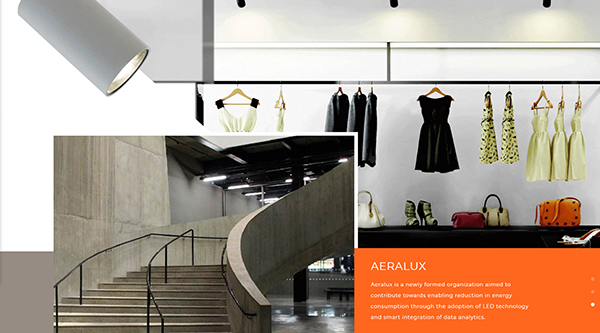 AERALUX
Aeralux is a newly formed organization aimed to
contribute towards enabling reduction in energy
consumption through the adoption of LED technology
and smart integration of data analytics.